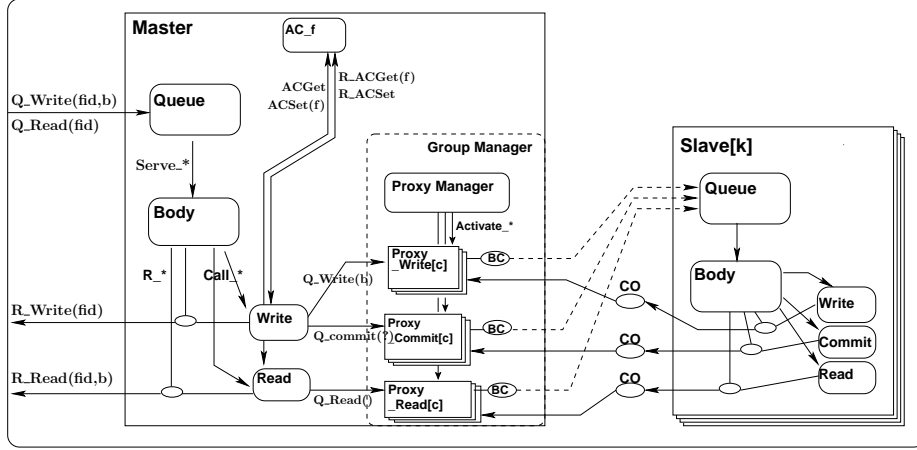 Master
AC_f
ACGet
ACSet(f)
R_ACGet(f)
R_ACSet
Q_Write(fid,b)
Q_Read(fid)
Queue
Serve_*
Body
R_*
Call_*
Group Manager
Proxy Manager
Activate_*
Proxy
_Write[c]
BC
Q_Write(b)
R_Write(fid)
Write
Q_commit(?)
Proxy
Commit[c]
BC
R_Read(fid,b)
Read
Q_Read()
Proxy
_Read[c]
BC
CO
CO
CO
Slave[k]
Queue
Body
Write
Commit
Read